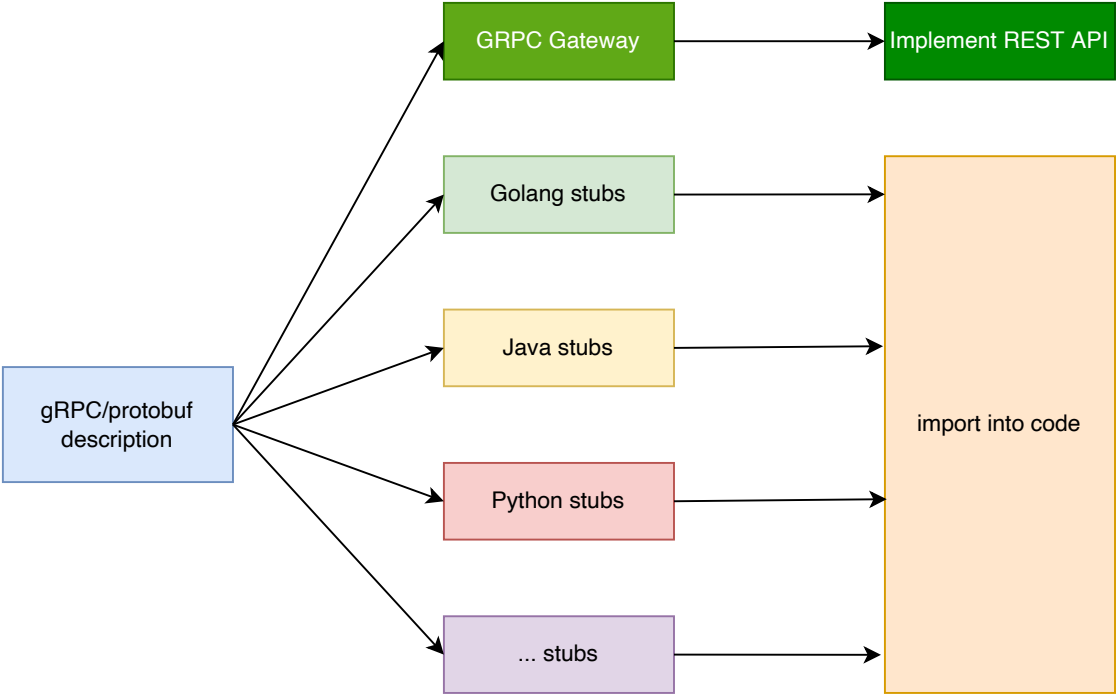 GRPC Gateway
Implement REST API
Golang stubs
Java stubs
gRPC/protobuf
description
import into code
Python stubs
... stubs